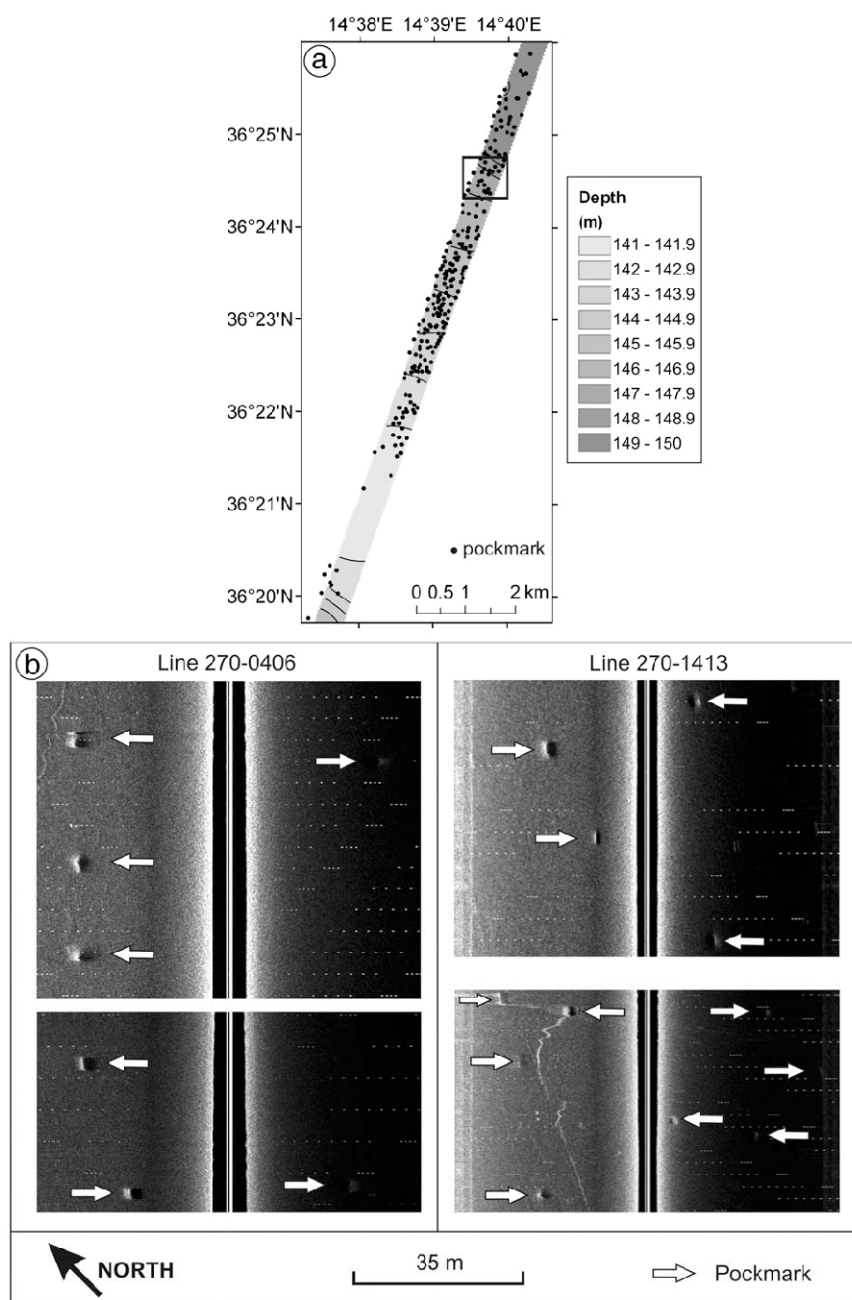 14°38'E 14°39'E 14°40'E
a
36°25'N
36°24'N
36°23'N
36°22'N
36°21'N
36°20'N
pockmark
0 0.5 1 2 km
Depth
(m)
141 - 141.9
142 - 142.9
143 - 143.9
144 - 144.9
145 - 145.9
146 - 146.9
147 - 147.9
148 - 148.9
149 - 150
b
Line 270-0406
Line 270-1413
NORTH
35 m
Pockmark